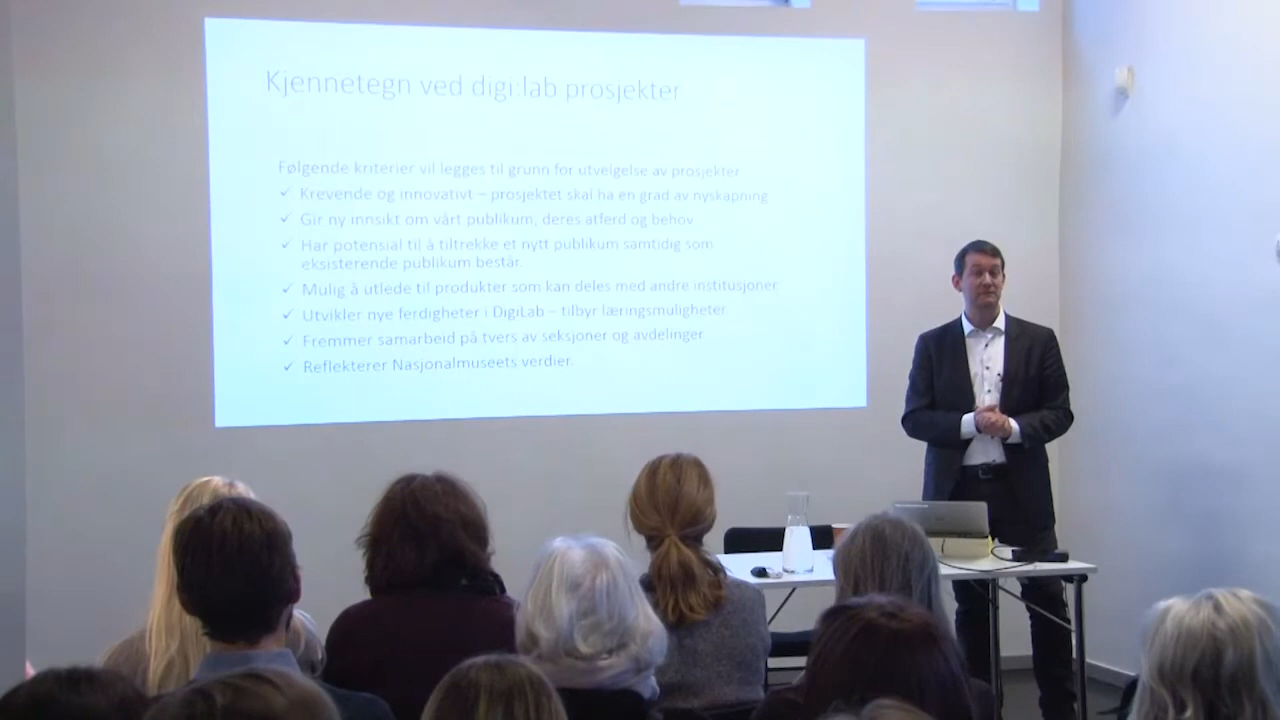 Kjennetegn ved digi:lab prosjekter
Følgende kriterier vil legges til grunn for utvelgelse av prosjekter
✓ Krevende og innovativt – prosjektet skal ha en grad av nyskapning
✓ Gir ny innsikt om vårt publikum, deres atferd og behov
✓ Har potensial til å tiltrekke et nytt publikum samtidig som
eksisterende publikum består.
✓ Mulig å utlede til produkter som kan deles med andre institusjoner
✓ Utvikler nye ferdigheter i DigiLab – tilbyr læringsmuligheter
✓ Fremmer samarbeid på tvers av seksjoner og avdelinger
✓ Reflekterer Nasjonalmuseets verdier.